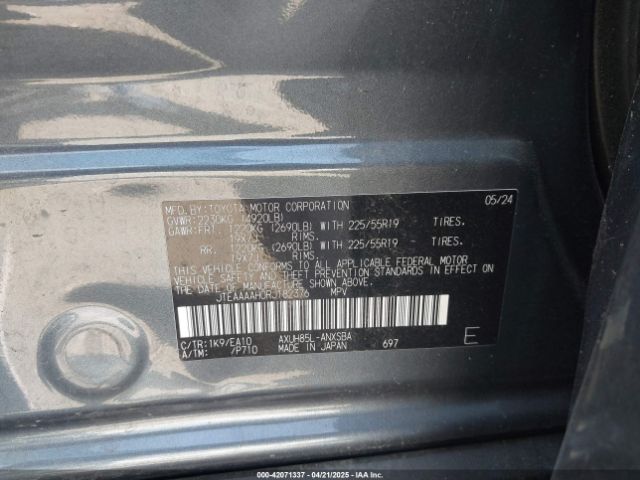 MFD.BY:TOYOTA MOTOR CORPORATION 05/24
GVWR:2230KG (4920LB)
GAWR:FRT. 1220KG (2690LB) WITH 225/55R19 TIRES.
RIMS.
RR. 1220KG (2690LB) WITH 225/55R19 TIRES.
RIMS.
THIS VEHICLE CONFORMS TO ALL APPLICABLE FEDERAL MOTOR
VEHICLE SAFETY AND THEFT PREVENTION STANDARDS IN EFFECT
ON THE DATE OF MANUFACTURE SHOWN ABOVE.
MPV
C/TR:1K9/EA10 AXUH85L-ANXSBA
A/TM: /P710 MADE IN JAPAN 697 E
000-42071337 - 04/21/2025 - IAAI.COM